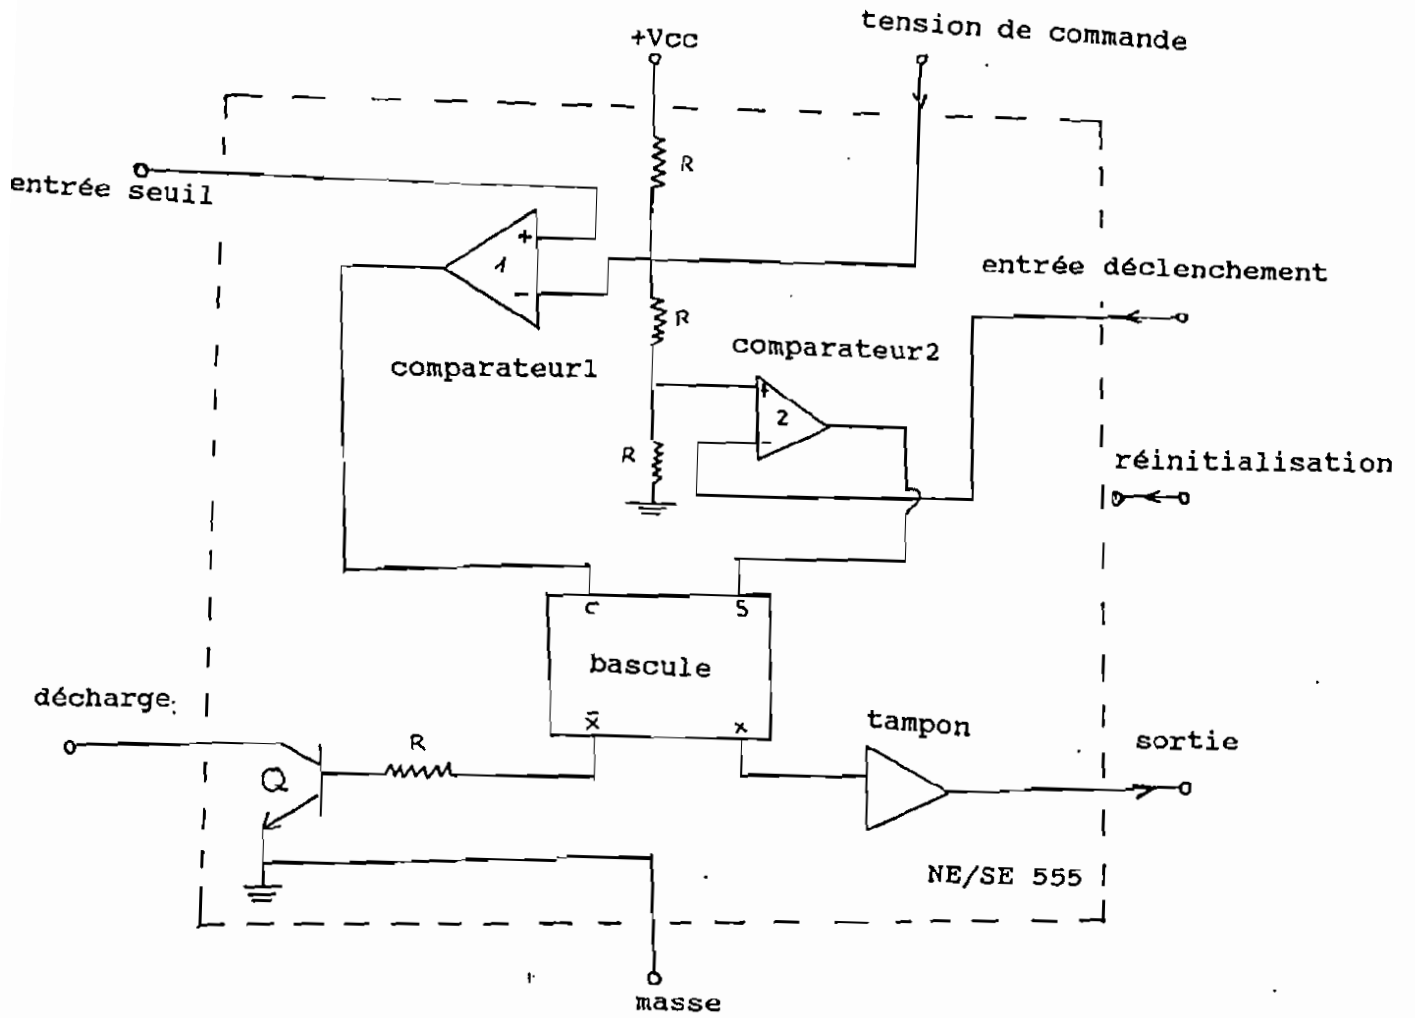 tension de commande
+Vcc
R
entrée seuil
+
1
-
entrée déclenchement
R
comparateur2
comparateur1
+
2
-
R
réinitialisation
C S
bascule
X̄ x
décharge
R
tampon
sortie
Q
NE/SE 555
masse